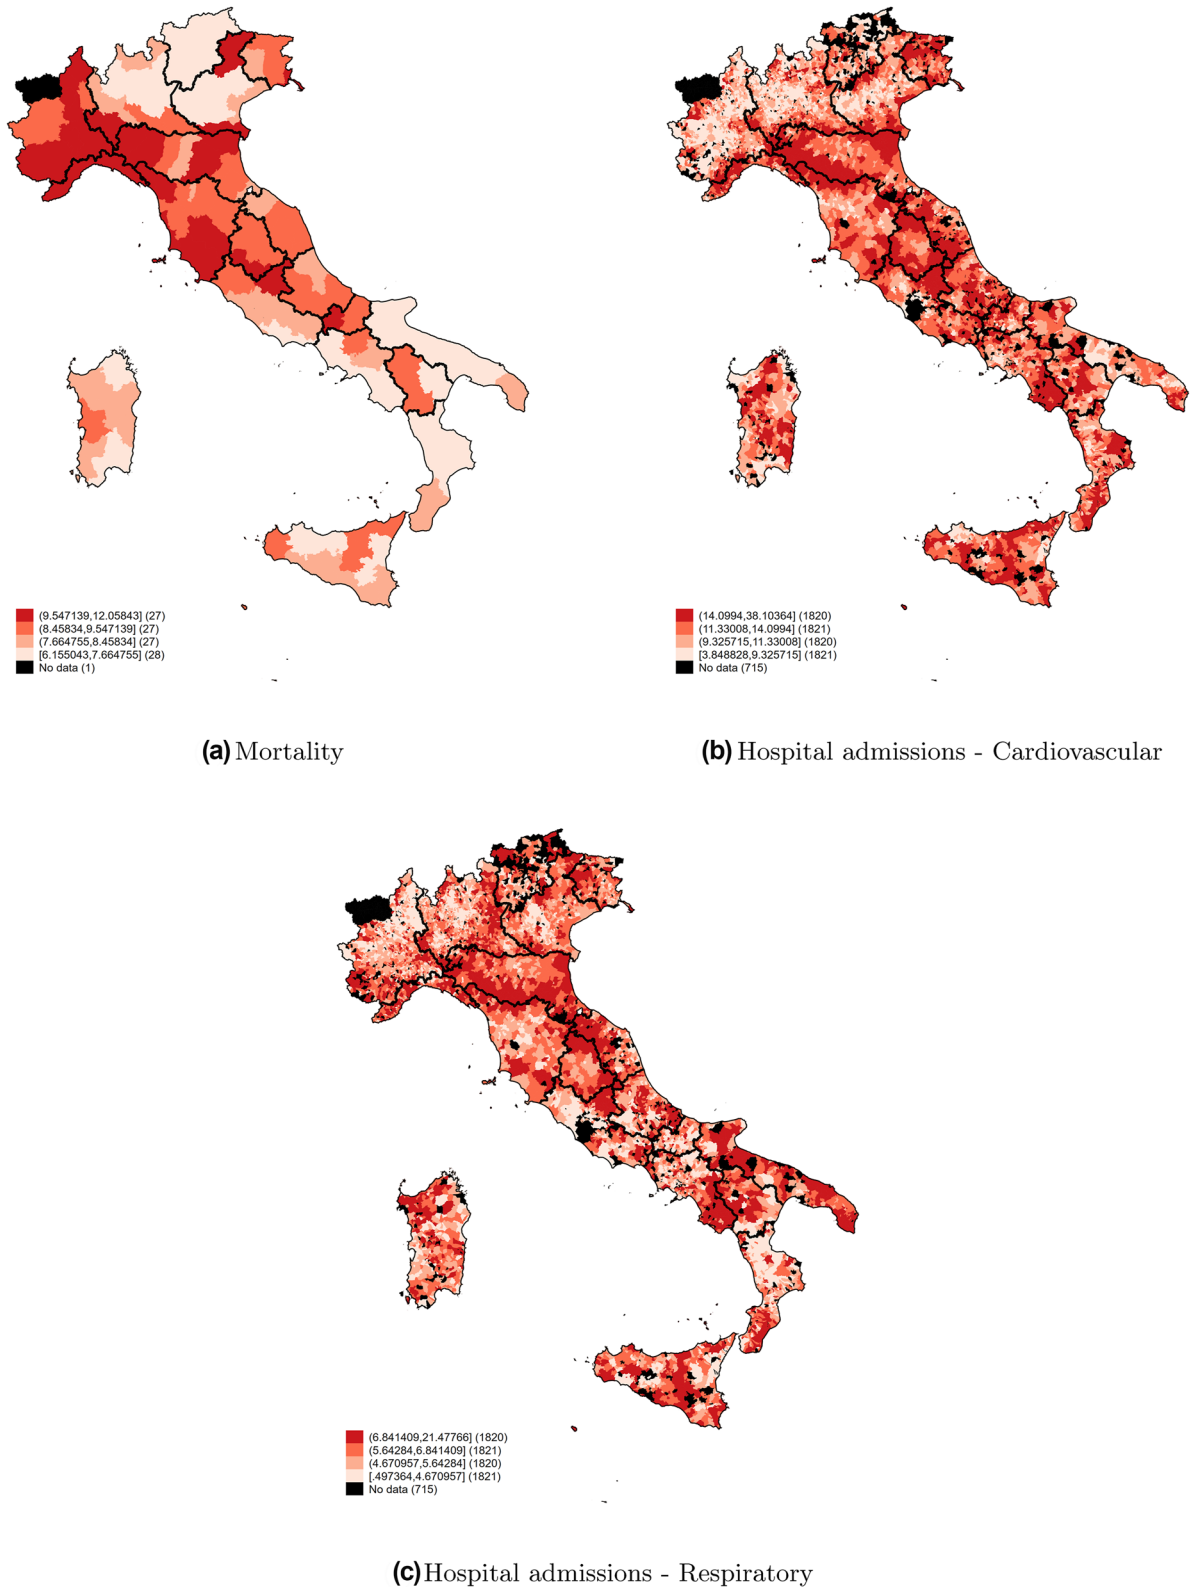 (9.547139,12.05843] (27)
(8.45834,9.547139] (27)
(7.664755,8.45834] (27)
[6.155043,7.664755] (28)
No data (1)
(a) Mortality
(14.0994,38.10364] (1820)
(11.33008,14.0994] (1821)
(9.325715,11.33008] (1820)
[3.848828,9.325715] (1821)
No data (715)
(b) Hospital admissions - Cardiovascular
(6.841409,21.47766] (1820)
(5.64284,6.841409] (1821)
(4.670957,5.64284] (1820)
[.497364,4.670957] (1821)
No data (715)
(c) Hospital admissions - Respiratory